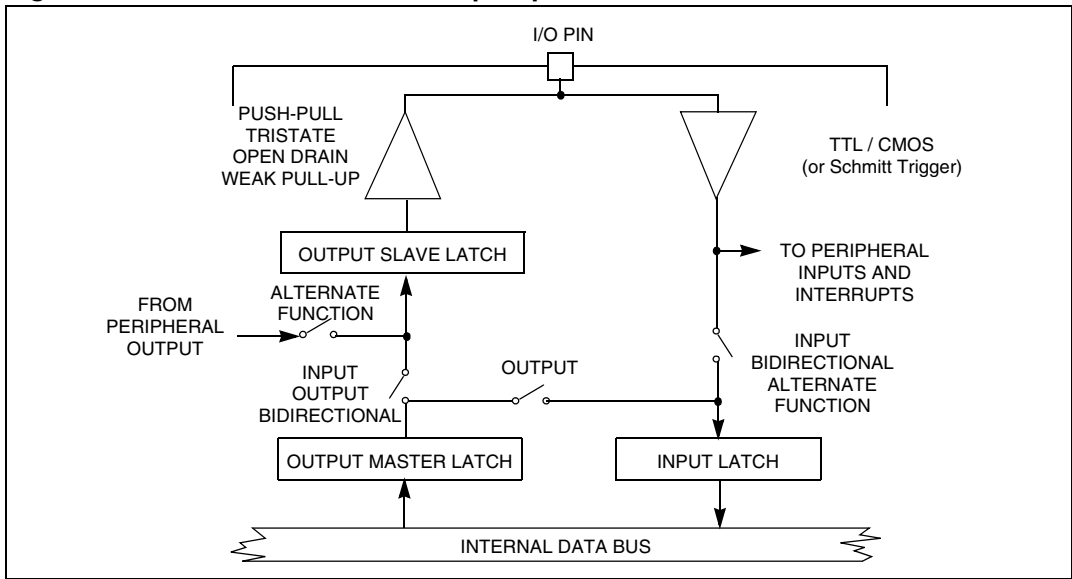 I/O PIN
PUSH-PULL
TRISTATE
OPEN DRAIN
WEAK PULL-UP
TTL / CMOS
(or Schmitt Trigger)
OUTPUT SLAVE LATCH
TO PERIPHERAL
INPUTS AND
INTERRUPTS
ALTERNATE
FUNCTION
FROM
PERIPHERAL
OUTPUT
INPUT
OUTPUT
BIDIRECTIONAL
OUTPUT
INPUT
BIDIRECTIONAL
ALTERNATE
FUNCTION
OUTPUT MASTER LATCH
INPUT LATCH
INTERNAL DATA BUS